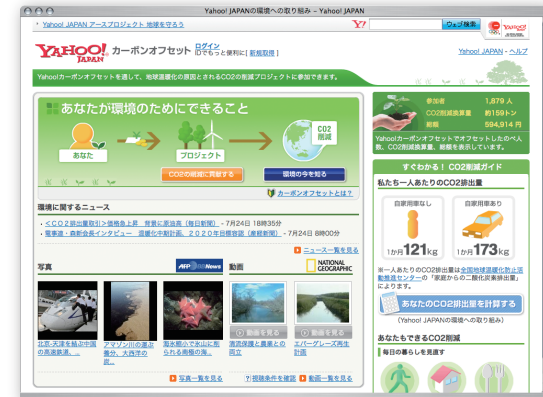 Yahoo! JAPANの環境への取り組み - Yahoo! JAPAN
Yahoo! JAPAN アースプロジェクト 地球を守ろう
Y!
ウェブ検索
YAHOO! JAPAN
カーボンオフセット
ログイン
IDでもっと便利に[ 新規取得 ]
Yahoo! JAPAN - ヘルプ
Yahoo!カーボンオフセットを通して、地球温暖化の原因とされるCO2の削減プロジェクトに参加できます。
あなたが環境のためにできること
あなた
プロジェクト
CO2
削減
CO2の削減に貢献する
環境の今を知る
カーボンオフセットとは?
参加者 1,879 人
CO2削減換算量 約159トン
総額 594,914 円
Yahoo!カーボンオフセットでオフセットしたのべ人
数、CO2削減換算量、総額を表示しています。
環境に関するニュース
・<CO2排出量取引>価格急上昇 背景に原油高(毎日新聞) - 7月24日 18時35分
・電事連・森新会長インタビュー 温暖化中期計画、2020年目標容認(産経新聞) - 7月24日 8時00分
ニュース一覧を見る
写真
AFP BBNews
動画
NATIONAL
GEOGRAPHIC
動画を見る
動画を見る
北京-天津を結ぶ中国
の高速鉄道、...
アマゾン川の運ぶ
養分、大西洋の
炭...
海水縮小で氷山に削
られる南極の海...
清流保護と農業との
両立
エバーグレーズ再生
計画
写真一覧を見る
視聴条件を確認
動画一覧を見る
すぐわかる! CO2削減ガイド
私たち一人あたりのCO2排出量
自家用車なし
1か月121kg
自家用車あり
1か月173kg
※一人あたりのCO2排出量は全国地球温暖化防止活
動推進センターの「家庭からの二酸化炭素排出量」
によります。
あなたのCO2排出量を計算する
(Yahoo! JAPANの環境への取り組み)
あなたもできるCO2削減
毎日の暮らしを見直す